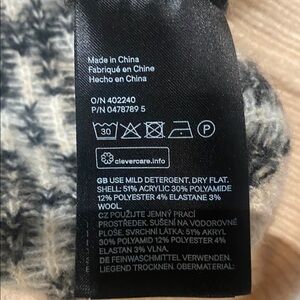 Made in China
Fabriqué en Chine
Hecho en China
O/N 402240
P/N 0478789 5
30 P
clevercare.info
GB USE MILD DETERGENT. DRY FLAT.
SHELL: 51% ACRYLIC 30% POLYAMIDE
12% POLYESTER 4% ELASTANE 3%
WOOL.
CZ POUŽIJTE JEMNÝ PRACÍ
PROSTŘEDEK. SUŠENÍ NA VODOROVNÉ
PLOŠE. SVRCHNÍ LÁTKA: 51% AKRYL
30% POLYAMID 12% POLYESTER 4%
ELASTAN 3% VLNA.
DE FEINWASCHMITTEL VERWENDEN.
LIEGEND TROCKNEN. OBERMATERIAL: